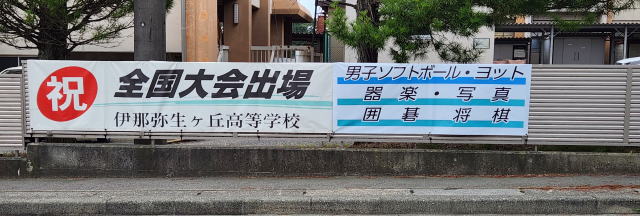 祝
全国大会出場
伊那弥生ヶ丘高等学校
男子ソフトボール・ヨット
器楽・写真
囲碁将棋